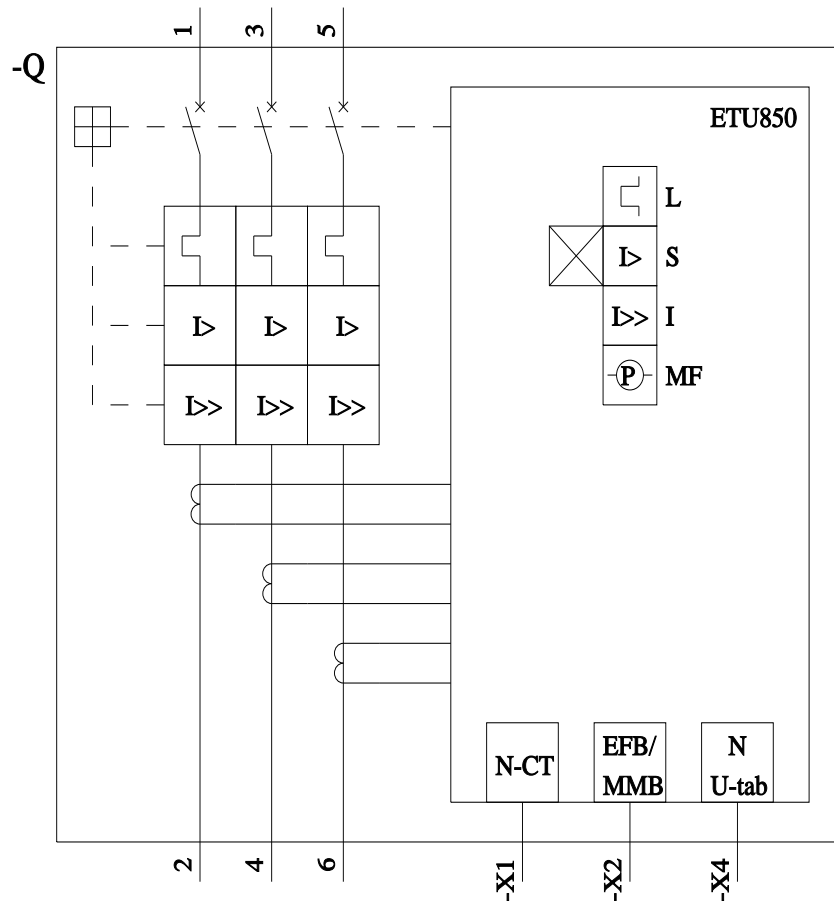 1 3 5
-Q
ETU850
L
I> S
I> I> I>
I>> I
P MF
I>> I>> I>>
N-CT
EFB/
MMB
N
U-tab
2 4 6
-X1 -X2 -X4